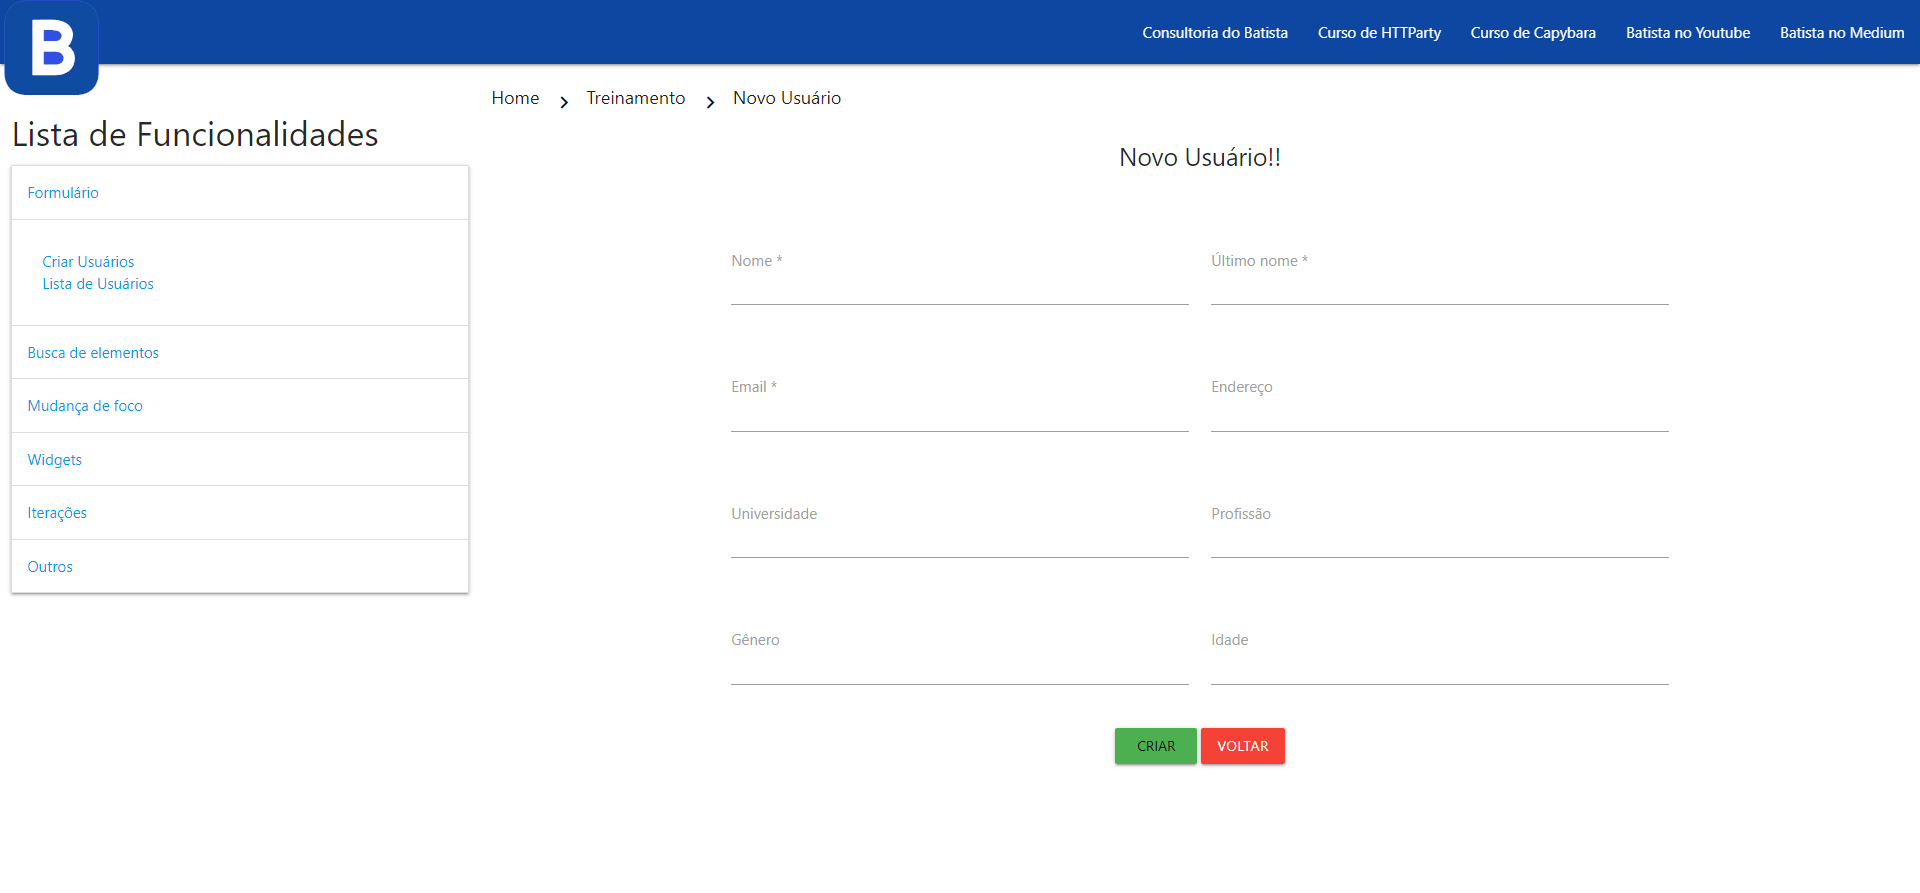 B
Consultoria do Batista Curso de HTTParty Curso de Capybara Batista no Youtube Batista no Medium
Home Treinamento Novo Usuário
Lista de Funcionalidades
Formulário
Criar Usuários
Lista de Usuários
Busca de elementos
Mudança de foco
Widgets
Iterações
Outros
Novo Usuário!!
Nome * Último nome *
Email * Endereço
Universidade Profissão
Gênero Idade
CRIAR VOLTAR